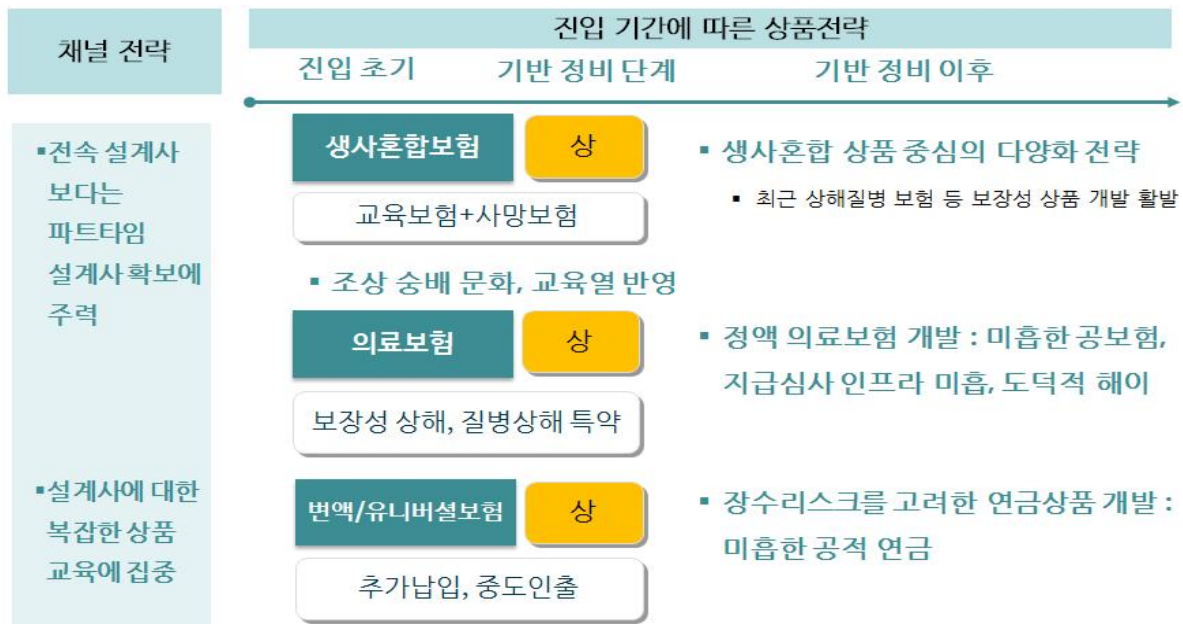 채널 전략
진입 기간에 따른 상품전략
진입 초기
기반 정비 단계
기반 정비 이후
▪전속 설계사
보다는
파트타임
설계사 확보에
주력
▪설계사에 대한
복잡한 상품
교육에 집중
생사혼합보험
상
교육보험+사망보험
▪ 조상 숭배 문화, 교육열 반영
▪ 생사혼합 상품 중심의 다양화 전략
▪ 최근 상해질병 보험 등 보장성 상품 개발 활발
의료보험
상
보장성 상해, 질병상해 특약
▪ 정액 의료보험 개발 : 미흡한 공보험,
지급심사 인프라 미흡, 도덕적 해이
변액/유니버셜보험
상
추가납입, 중도인출
▪ 장수리스크를 고려한 연금상품 개발 :
미흡한 공적 연금